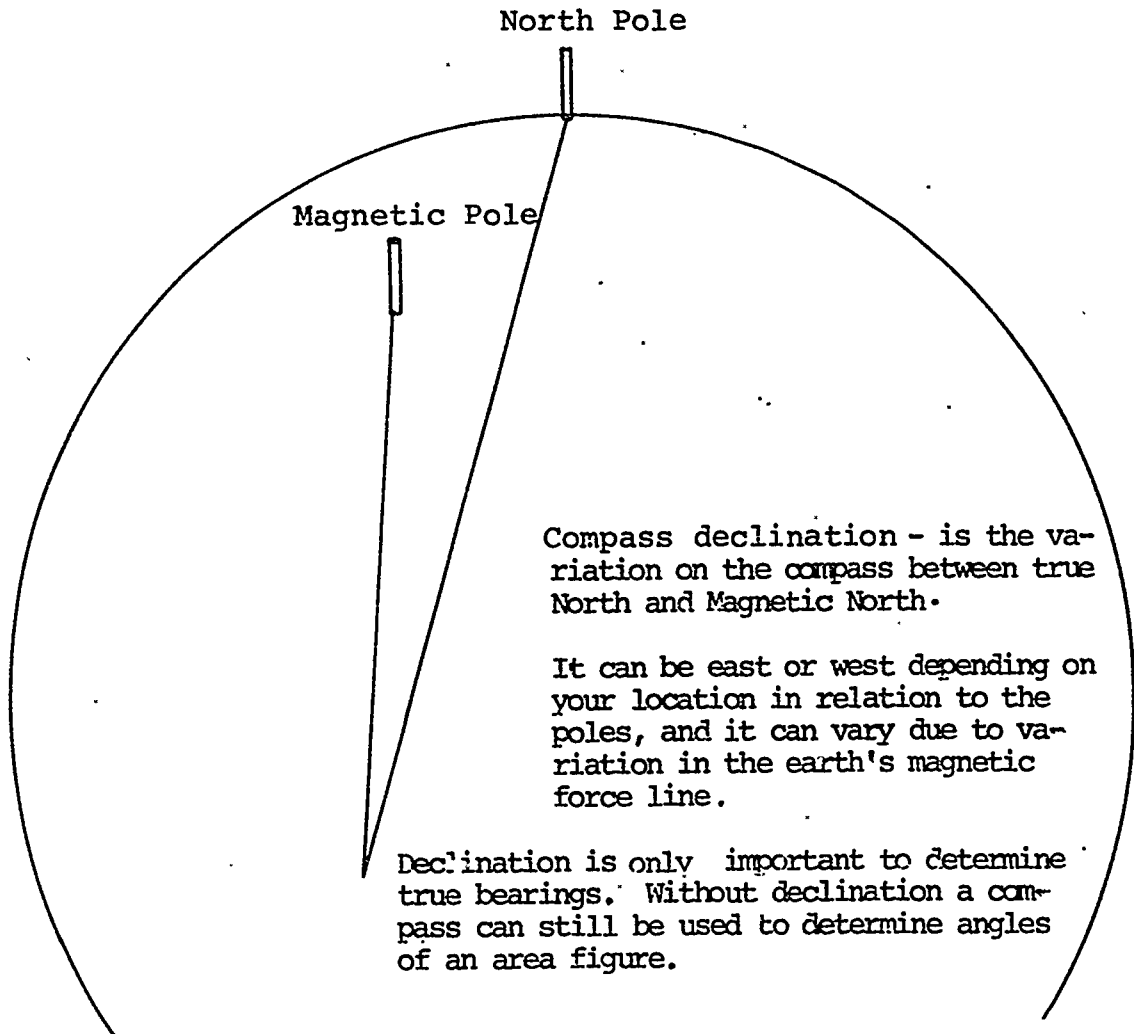 North Pole
Magnetic Pole
Compass declination - is the va-
riation on the compass between true
North and Magnetic North.
It can be east or west depending on
your location in relation to the
poles, and it can vary due to va-
riation in the earth's magnetic
force line.
Declination is only important to determine
true bearings. Without declination a com-
pass can still be used to determine angles
of an area figure.